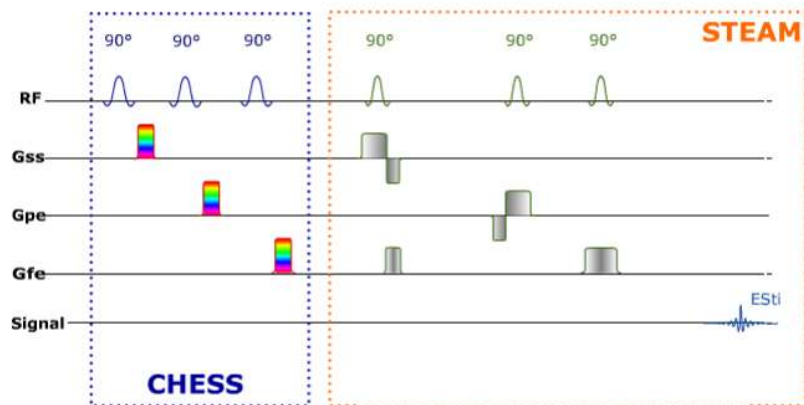 90° 90° 90°
90° 90° 90°
STEAM
RF
Gss
Gpe
Gfe
ESti
Signal
CHESS